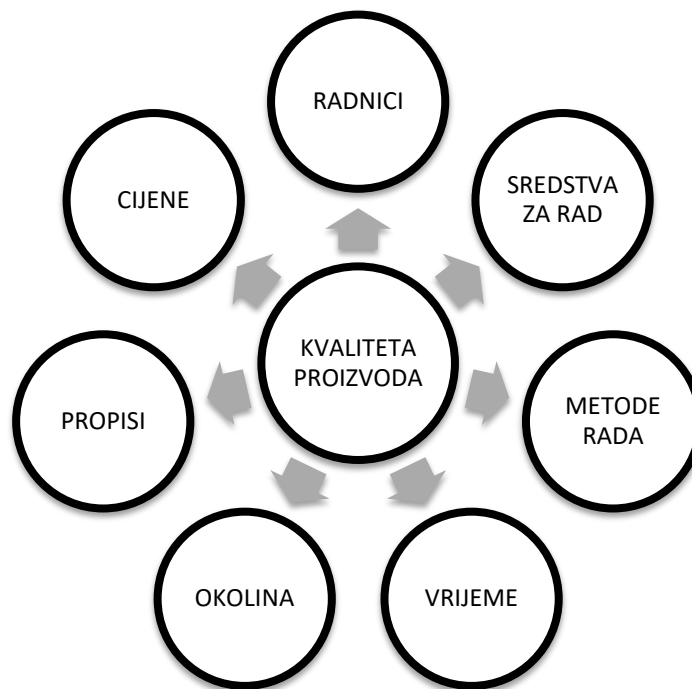 RADNICI
SREDSTVA
ZA RAD
METODE
RADA
VRIJEME
OKOLINA
PROPISI
CIJENE
KVALITETA
PROIZVODA